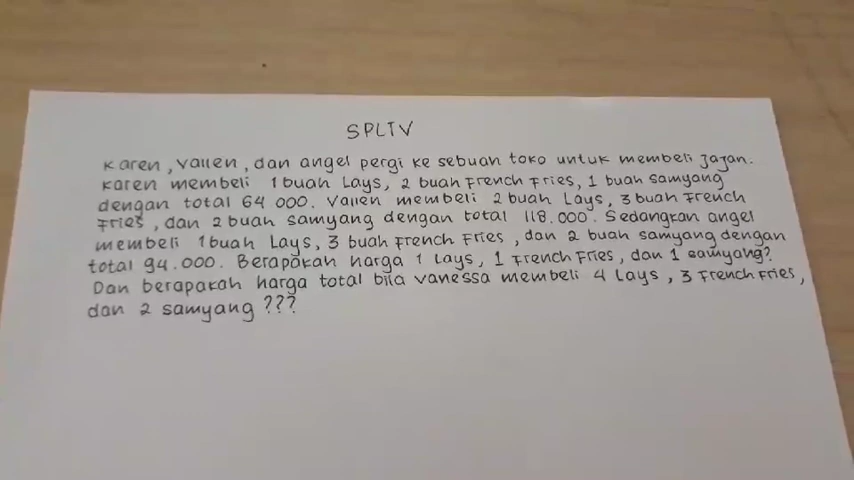 SPLTV
Karen, Vallen, dan angel pergi ke sebuah toko untuk membeli jajan.
Karen membeli 1 buah Lays, 2 buah French Fries, 1 buah Samyang
dengan total 64 000. Vallen membeli 2 buah Lays, 3 buah French
Fries, dan 2 buah samyang dengan total 118.000. Sedangkan angel
membeli 1 buah Lays, 3 buah French Fries, dan 2 buah samyang dengan
total 94.000. Berapakah harga 1 Lays, 1 French Fries, dan 1 samyang?
Dan berapakah harga total bila vanessa membeli 4 Lays, 3 French Fries,
dan 2 samyang ???